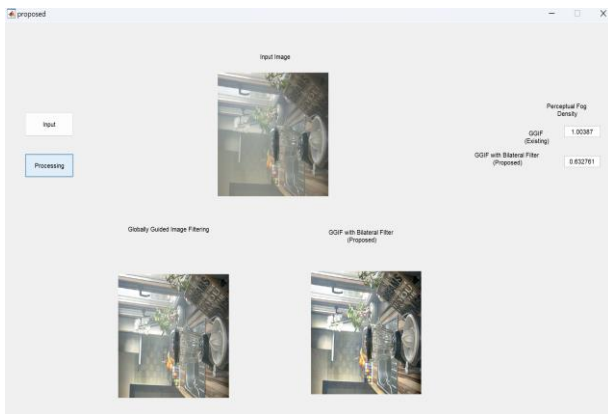 proposed
Input Image
Input
Processing
Perceptual Fog
Density
GGIF
(Existing)
1.00387
GGIF with Bilateral Filter
(Proposed)
0.632761
Globally Guided Image Filtering
GGIF with Bilateral Filter
(Proposed)